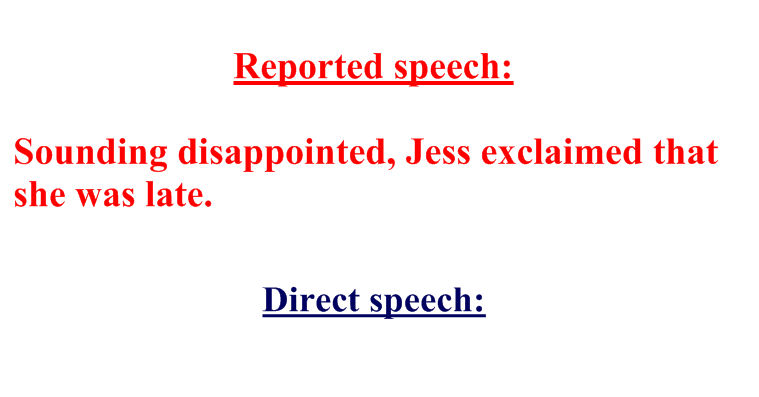 Reported speech:
Sounding disappointed, Jess exclaimed that
she was late.
Direct speech: